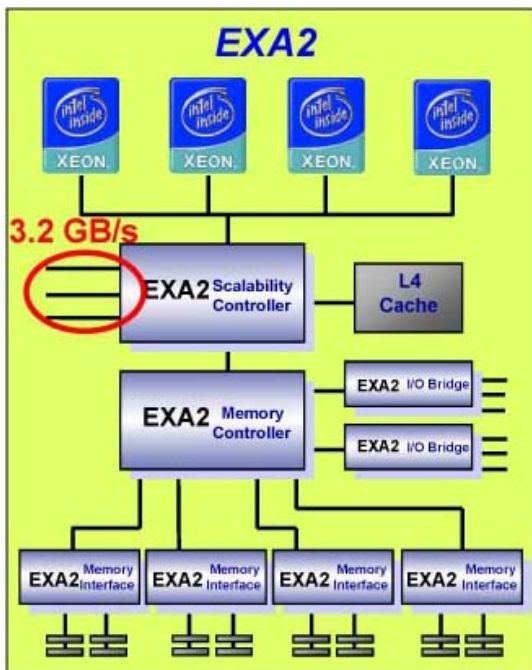 EXA2
intel inside XEON.
intel inside XEON.
intel inside XEON.
intel inside XEON.
3.2 GB/s
EXA2 Scalability Controller
L4 Cache
EXA2 Memory Controller
EXA2 I/O Bridge
EXA2 I/O Bridge
EXA2 Memory Interface
EXA2 Memory Interface
EXA2 Memory Interface
EXA2 Memory Interface